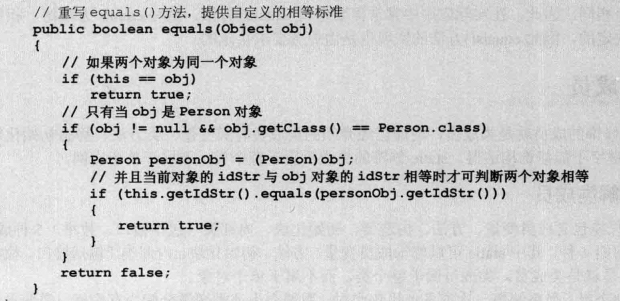 // 重写 equals()方法，提供自定义的相等标准
public boolean equals(Object obj)
{
// 如果两个对象为同一个对象
if (this == obj)
return true;
// 只有当 obj 是 Person 对象
if (obj != null && obj.getClass() == Person.class)
{
Person personObj = (Person)obj;
// 并且当前对象的 idStr 与 obj 对象的 idStr 相等时才可判断两个对象相等
if (this.getIdStr().equals(personObj.getIdStr()))
{
return true;
}
}
return false;
}